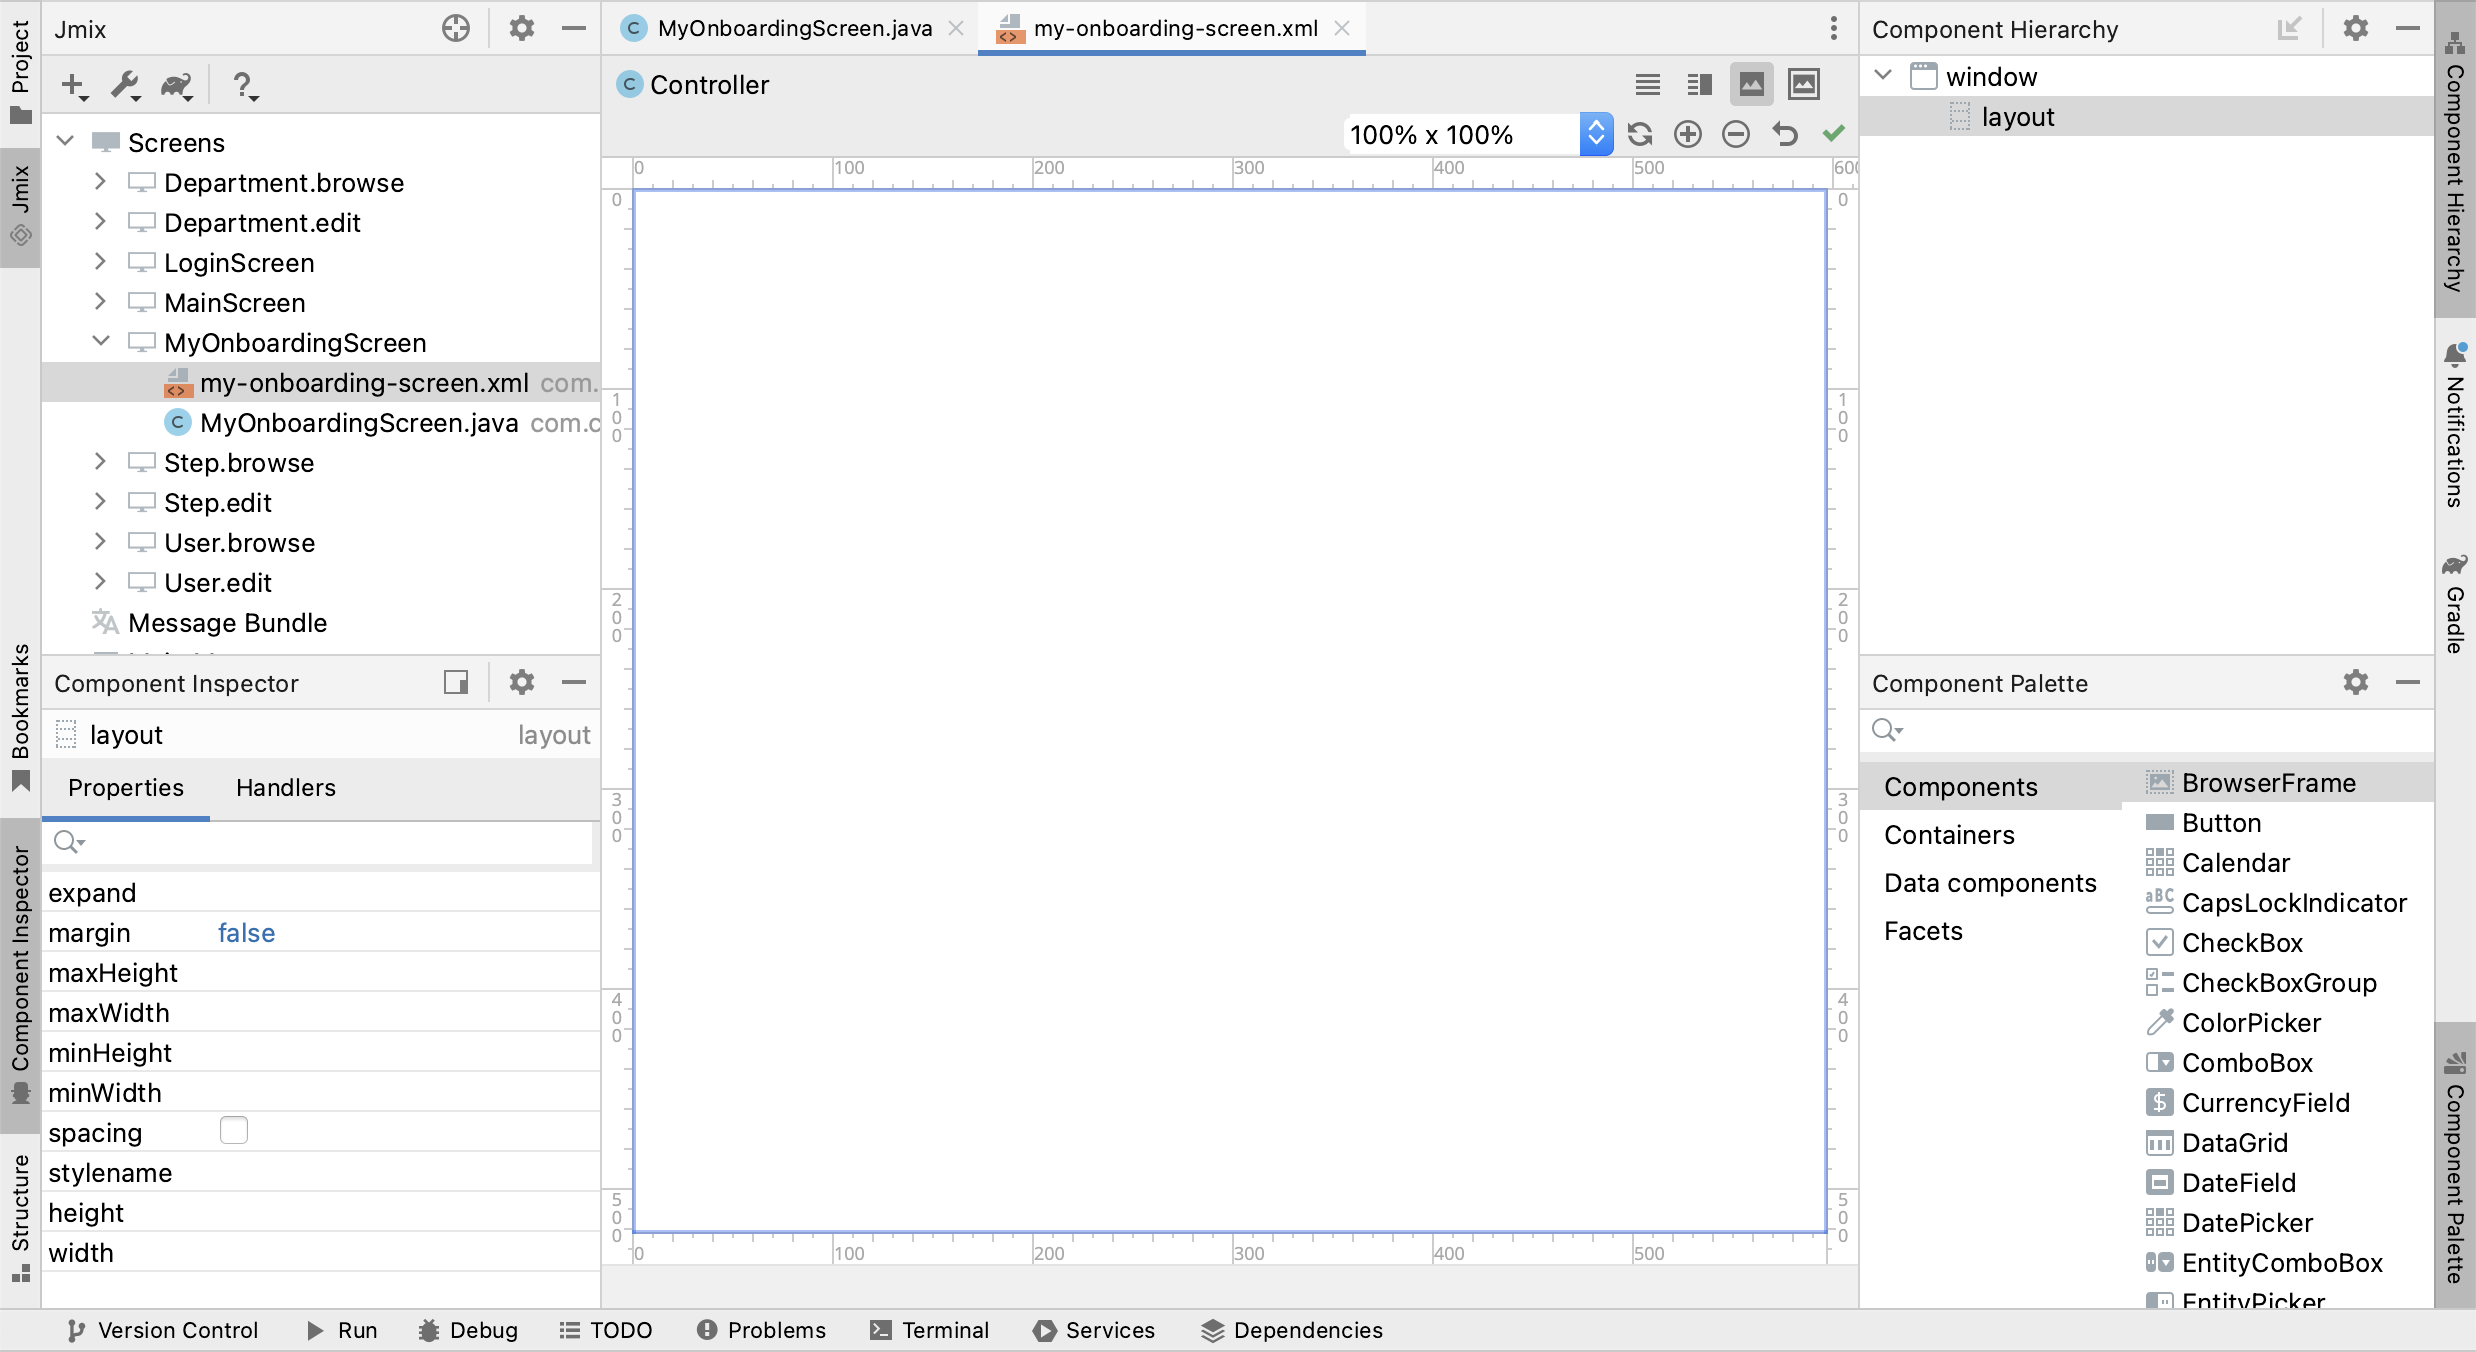 Project
Jmix
Bookmarks
Component Inspector
Structure
Jmix
Screens
Department.browse
Department.edit
LoginScreen
MainScreen
MyOnboardingScreen
my-onboarding-screen.xml com.
MyOnboardingScreen.java com.c
Step.browse
Step.edit
User.browse
User.edit
Message Bundle
Component Inspector
layout layout
Properties Handlers
expand
margin false
maxHeight
maxWidth
minHeight
minWidth
spacing
stylename
height
width
MyOnboardingScreen.java my-onboarding-screen.xml
Controller
100% x 100%
0 100 200 300 400 500 600
0 0
100 100
200 200
300 300
400 400
500 500
0 100 200 300 400 500
Component Hierarchy
window
layout
Component Palette
Components
Containers
Data components
Facets
BrowserFrame
Button
Calendar
CapsLockIndicator
CheckBox
CheckBoxGroup
ColorPicker
ComboBox
CurrencyField
DataGrid
DateField
DatePicker
EntityComboBox
EntityPicker
Component Hierarchy
Notifications
Gradle
Component Palette
Version Control Run Debug TODO Problems Terminal Services Dependencies